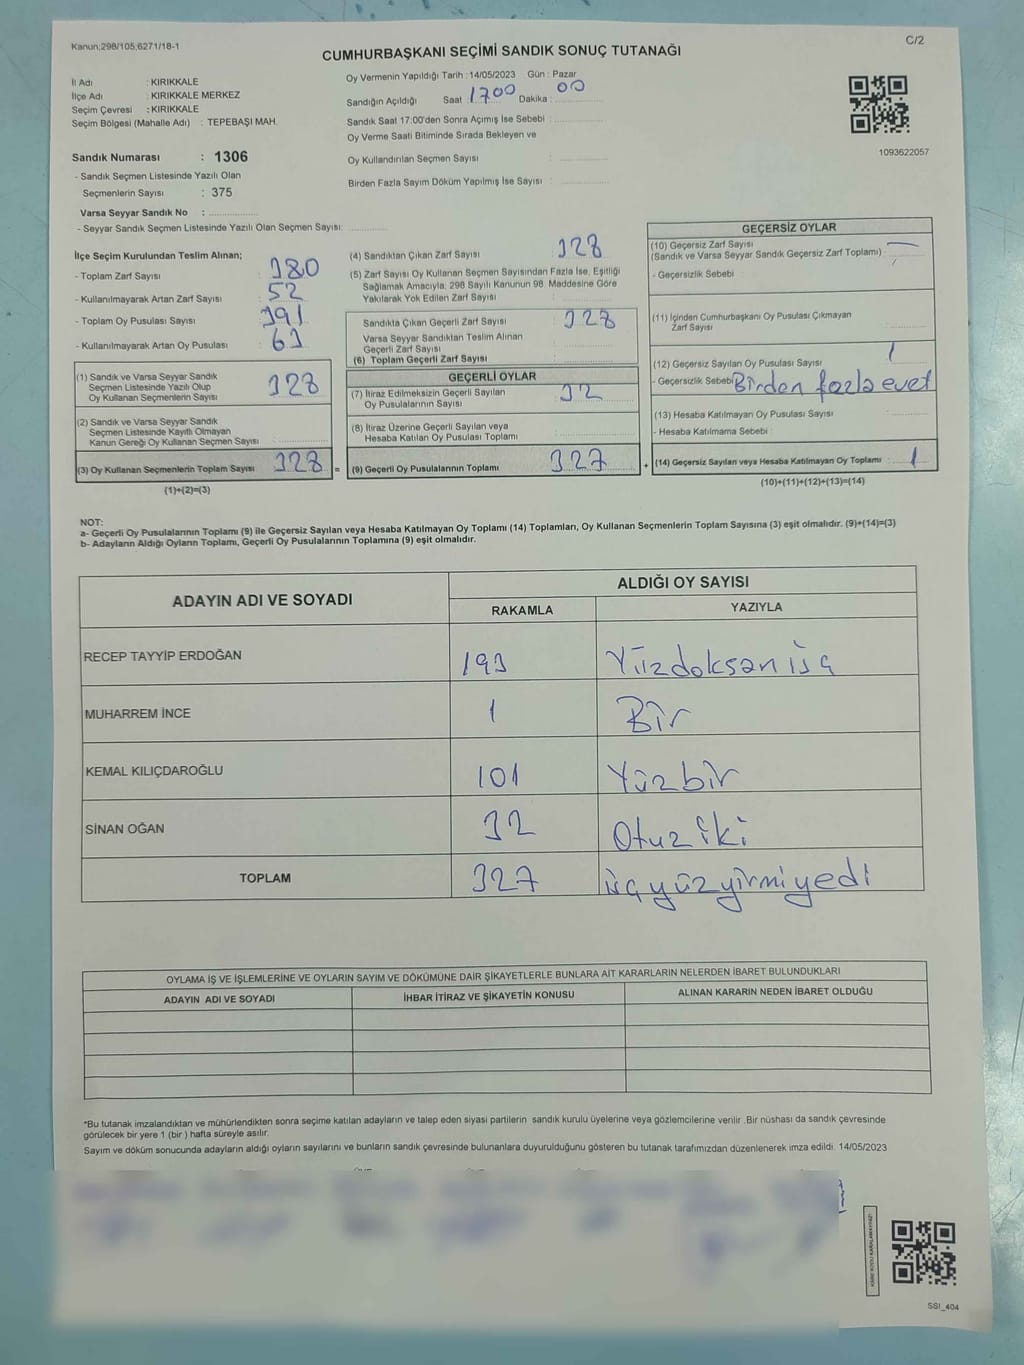 Kanun;298/105;6271/18-1
C/2
CUMHURBAŞKANI SEÇİMİ SANDIK SONUÇ TUTANAĞI
İl Adı : KIRIKKALE
İlçe Adı : KIRIKKALE MERKEZ
Seçim Çevresi : KIRIKKALE
Seçim Bölgesi (Mahalle Adı) : TEPEBAŞI MAH.
Sandık Numarası : 1306
- Sandık Seçmen Listesinde Yazılı Olan
Seçmenlerin Sayısı : 375
Varsa Seyyar Sandık No :
- Seyyar Sandık Seçmen Listesinde Yazılı Olan Seçmen Sayısı:
Oy Vermenin Yapıldığı Tarih : 14/05/2023 Gün : Pazar
Sandığın Açıldığı Saat : 1700 Dakika : 00
Sandık Saat 17:00'den Sonra Açımış İse Sebebi :
Oy Verme Saati Bitiminde Sırada Bekleyen ve
Oy Kullandırılan Seçmen Sayısı :
Birden Fazla Sayım Döküm Yapılmış İse Sayısı :
1093622057
İlçe Seçim Kurulundan Teslim Alınan;
- Toplam Zarf Sayısı : 380
- Kullanılmayarak Artan Zarf Sayısı : 52
- Toplam Oy Pusulası Sayısı : 391
- Kullanılmayarak Artan Oy Pusulası : 63
(1) Sandık ve Varsa Seyyar Sandık
Seçmen Listesinde Yazılı Olup
Oy Kullanan Seçmenlerin Sayısı : 328
(2) Sandık ve Varsa Seyyar Sandık
Seçmen Listesinde Kayıtlı Olmayan
Kanun Gereği Oy Kullanan Seçmen Sayısı :
(3) Oy Kullanan Seçmenlerin Toplam Sayısı : 328 =
(1)+(2)=(3)
(4) Sandıktan Çıkan Zarf Sayısı : 328
(5) Zarf Sayısı Oy Kullanan Seçmen Sayısından Fazla İse, Eşitliği
Sağlamak Amacıyla; 298 Sayılı Kanunun 98. Maddesine Göre
Yakılarak Yok Edilen Zarf Sayısı :
Sandıkta Çıkan Geçerli Zarf Sayısı : 328
Varsa Seyyar Sandıktan Teslim Alınan
Geçerli Zarf Sayısı
(6) Toplam Geçerli Zarf Sayısı
GEÇERLİ OYLAR
(7) İtiraz Edilmeksizin Geçerli Sayılan
Oy Pusulalarının Sayısı : 32
(8) İtiraz Üzerine Geçerli Sayılan veya
Hesaba Katılan Oy Pusulası Toplamı :
(9) Geçerli Oy Pusulalarının Toplamı : 327 +
GEÇERSİZ OYLAR
(10) Geçersiz Zarf Sayısı
(Sandık ve Varsa Seyyar Sandık Geçersiz Zarf Toplamı) :
- Geçersizlik Sebebi :
(11) İçinden Cumhurbaşkanı Oy Pusulası Çıkmayan
Zarf Sayısı
(12) Geçersiz Sayılan Oy Pusulası Sayısı : 1
- Geçersizlik Sebebi : Birden fazla evet
(13) Hesaba Katılmayan Oy Pusulası Sayısı :
- Hesaba Katılmama Sebebi :
(14) Geçersiz Sayılan veya Hesaba Katılmayan Oy Toplamı : 1
(10)+(11)+(12)+(13)=(14)
NOT:
a- Geçerli Oy Pusulalarının Toplamı (9) ile Geçersiz Sayılan veya Hesaba Katılmayan Oy Toplamı (14) Toplamları, Oy Kullanan Seçmenlerin Toplam Sayısına (3) eşit olmalıdır. (9)+(14)=(3)
b- Adayların Aldığı Oyların Toplamı, Geçerli Oy Pusulalarının Toplamına (9) eşit olmalıdır.
ADAYIN ADI VE SOYADI ALDIĞI OY SAYISI
RAKAMLA YAZIYLA
RECEP TAYYİP ERDOĞAN 193 Yüzdoksan üç
MUHARREM İNCE 1 Bir
KEMAL KILIÇDAROĞLU 101 Yüzbir
SİNAN OĞAN 32 Otuz iki
TOPLAM 327 üçyüzyirmiyedi
OYLAMA İŞ VE İŞLEMLERİNE VE OYLARIN SAYIM VE DÖKÜMÜNE DAİR ŞİKAYETLERLE BUNLARA AİT KARARLARIN NELERDEN İBARET BULUNDUKLARI
ADAYIN ADI VE SOYADI İHBAR İTİRAZ VE ŞİKAYETİN KONUSU ALINAN KARARIN NEDEN İBARET OLDUĞU
*Bu tutanak imzalandıktan ve mühürlendikten sonra seçime katılan adayların ve talep eden siyasi partilerin sandık kurulu üyelerine veya gözlemcilerine verilir .Bir nüshası da sandık çevresinde
görülecek bir yere 1 (bir ) hafta süreyle asılır.
Sayım ve döküm sonucunda adayların aldığı oyların sayılarını ve bunların sandık çevresinde bulunanlara duyurulduğunu gösteren bu tutanak tarafımızdan düzenlenerek imza edildi. 14/05/2023
SSI_404